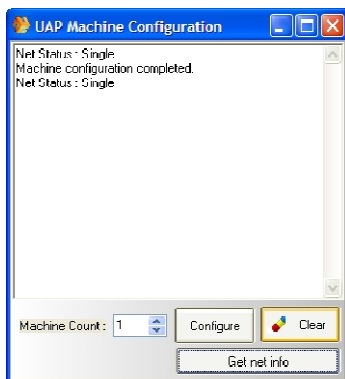 UAP Machine Configuration
Net Status : Single
Machine configuration completed.
Net Status : Single
Machine Count : 1 Configure Clear
Get net info